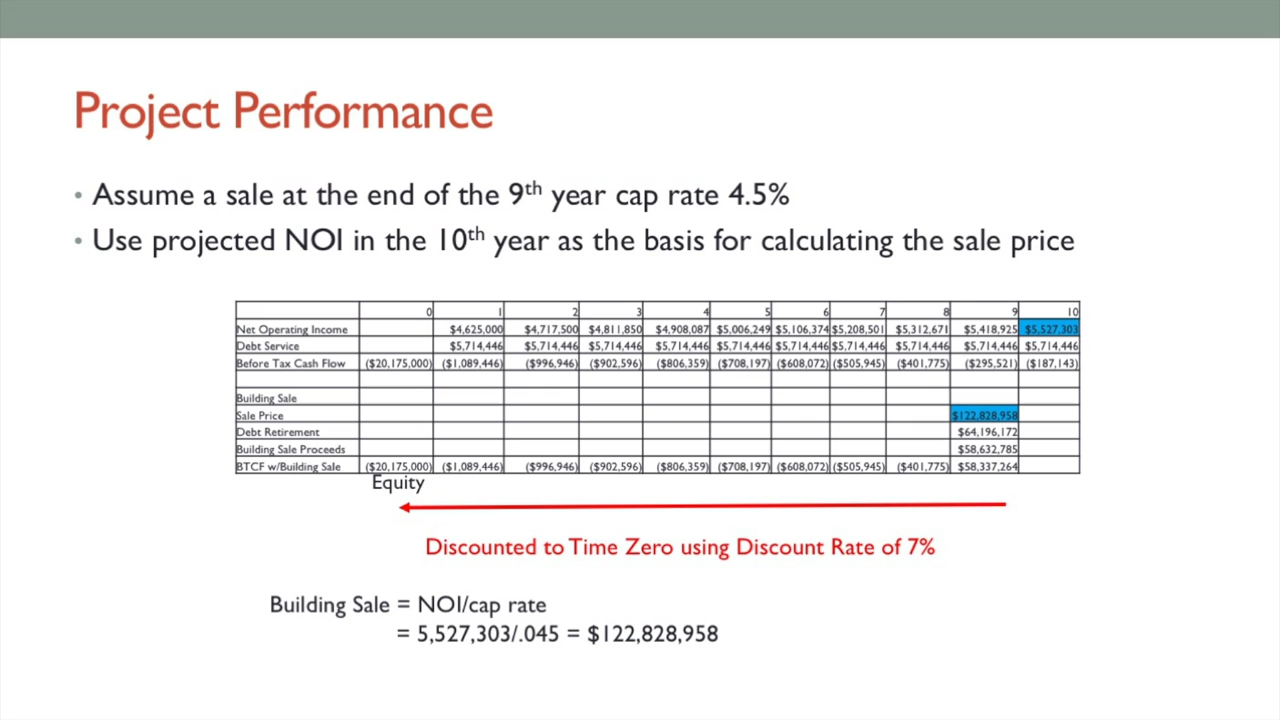 Project Performance
• Assume a sale at the end of the 9th year cap rate 4.5%
• Use projected NOI in the 10th year as the basis for calculating the sale price
0 1 2 3 4 5 6 7 8 9 10
Net Operating Income $4,625,000 $4,717,500 $4,811,850 $4,908,087 $5,006,249 $5,106,374 $5,208,501 $5,312,671 $5,418,925 $5,527,303
Debt Service $5,714,446 $5,714,446 $5,714,446 $5,714,446 $5,714,446 $5,714,446 $5,714,446 $5,714,446 $5,714,446 $5,714,446
Before Tax Cash Flow ($20,175,000) ($1,089,446) ($996,946) ($902,596) ($806,359) ($708,197) ($608,072) ($505,945) ($401,775) ($295,521) ($187,143)
Building Sale
Sale Price $122,828,958
Debt Retirement $64,196,172
Building Sale Proceeds $58,632,785
BTCF w/Building Sale ($20,175,000) ($1,089,446) ($996,946) ($902,596) ($806,359) ($708,197) ($608,072) ($505,945) ($401,775) $58,337,264
Equity
Discounted to Time Zero using Discount Rate of 7%
Building Sale = NOI/cap rate
= 5,527,303/.045 = $122,828,958